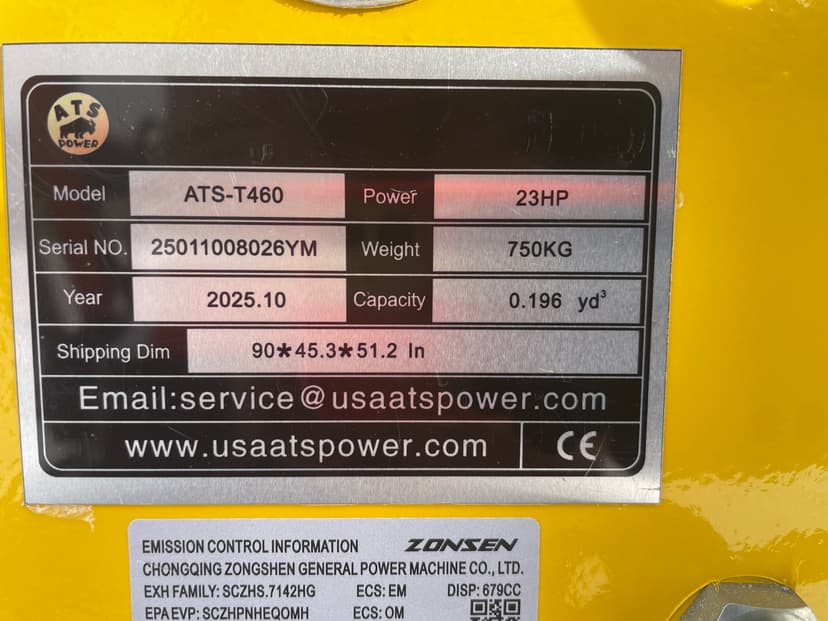 ATS
POWER
Model ATS-T460 Power 23HP
Serial NO. 25011008026YM Weight 750KG
Year 2025.10 Capacity 0.196 yd³
Shipping Dim 90*45.3*51.2 In
Email:service@usaatspower.com
www.usaatspower.com CE
EMISSION CONTROL INFORMATION ZONSEN
CHONGQING ZONGSHEN GENERAL POWER MACHINE CO., LTD.
EXH FAMILY: SCZHS.7142HG ECS: EM DISP: 679CC
EPA EVP: SCZHPNHEQOMH ECS: OM